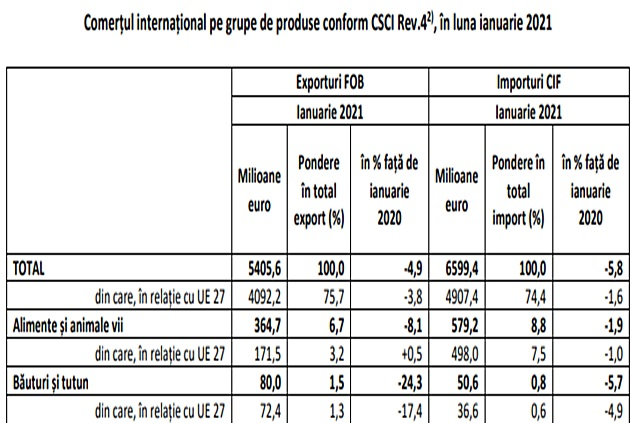 Comerțul internațional pe grupe de produse conform CSCI Rev.4²⁾, în luna ianuarie 2021
Exporturi FOB Importuri CIF
Ianuarie 2021 Ianuarie 2021
Milioane euro Pondere în total export (%) în % față de ianuarie 2020 Milioane euro Pondere în total import (%) în % față de ianuarie 2020
TOTAL 5405,6 100,0 -4,9 6599,4 100,0 -5,8
din care, în relație cu UE 27 4092,2 75,7 -3,8 4907,4 74,4 -1,6
Alimente și animale vii 364,7 6,7 -8,1 579,2 8,8 -1,9
din care, în relație cu UE 27 171,5 3,2 +0,5 498,0 7,5 -1,0
Băuturi și tutun 80,0 1,5 -24,3 50,6 0,8 -5,7
din care, în relație cu UE 27 72,4 1,3 -17,4 36,6 0,6 -4,9